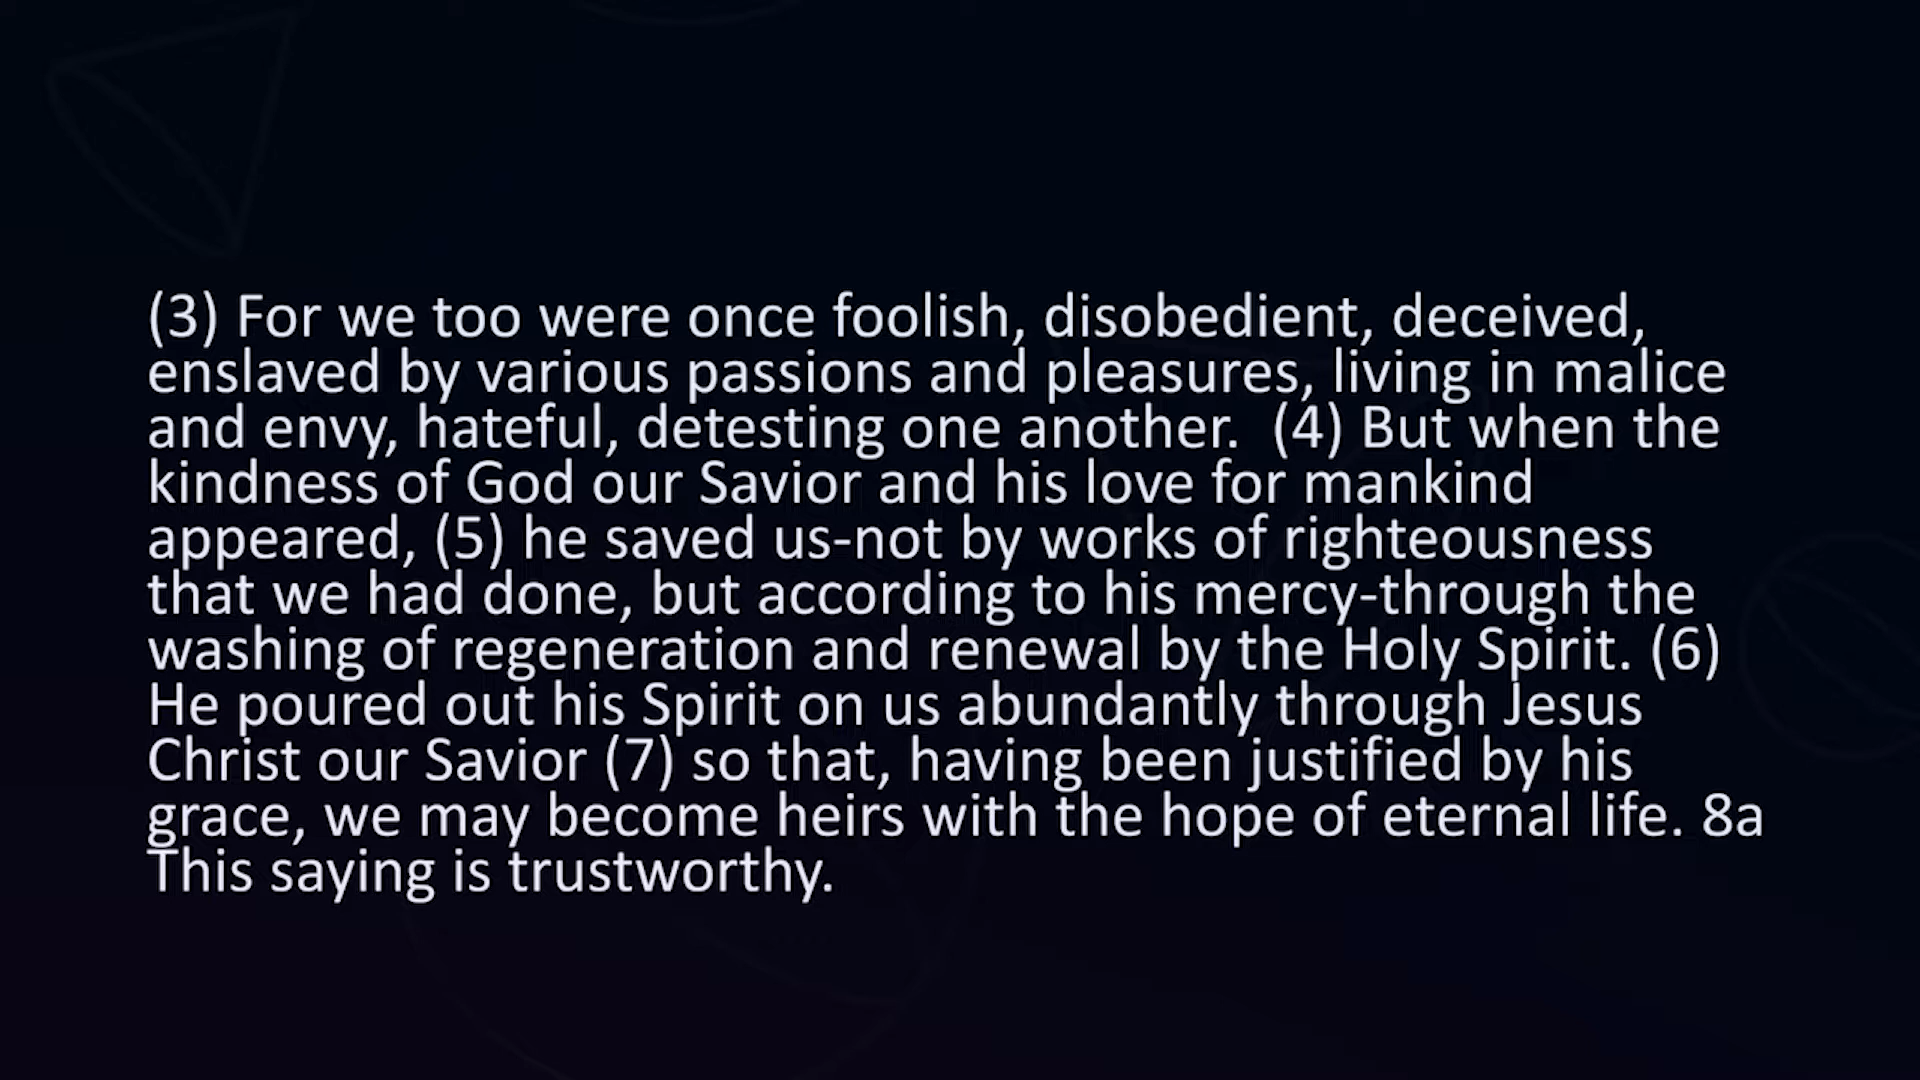 (3) For we too were once foolish, disobedient, deceived,
enslaved by various passions and pleasures, living in malice
and envy, hateful, detesting one another.  (4) But when the
kindness of God our Savior and his love for mankind
appeared, (5) he saved us-not by works of righteousness
that we had done, but according to his mercy-through the
washing of regeneration and renewal by the Holy Spirit. (6)
He poured out his Spirit on us abundantly through Jesus
Christ our Savior (7) so that, having been justified by his
grace, we may become heirs with the hope of eternal life. 8a
This saying is trustworthy.